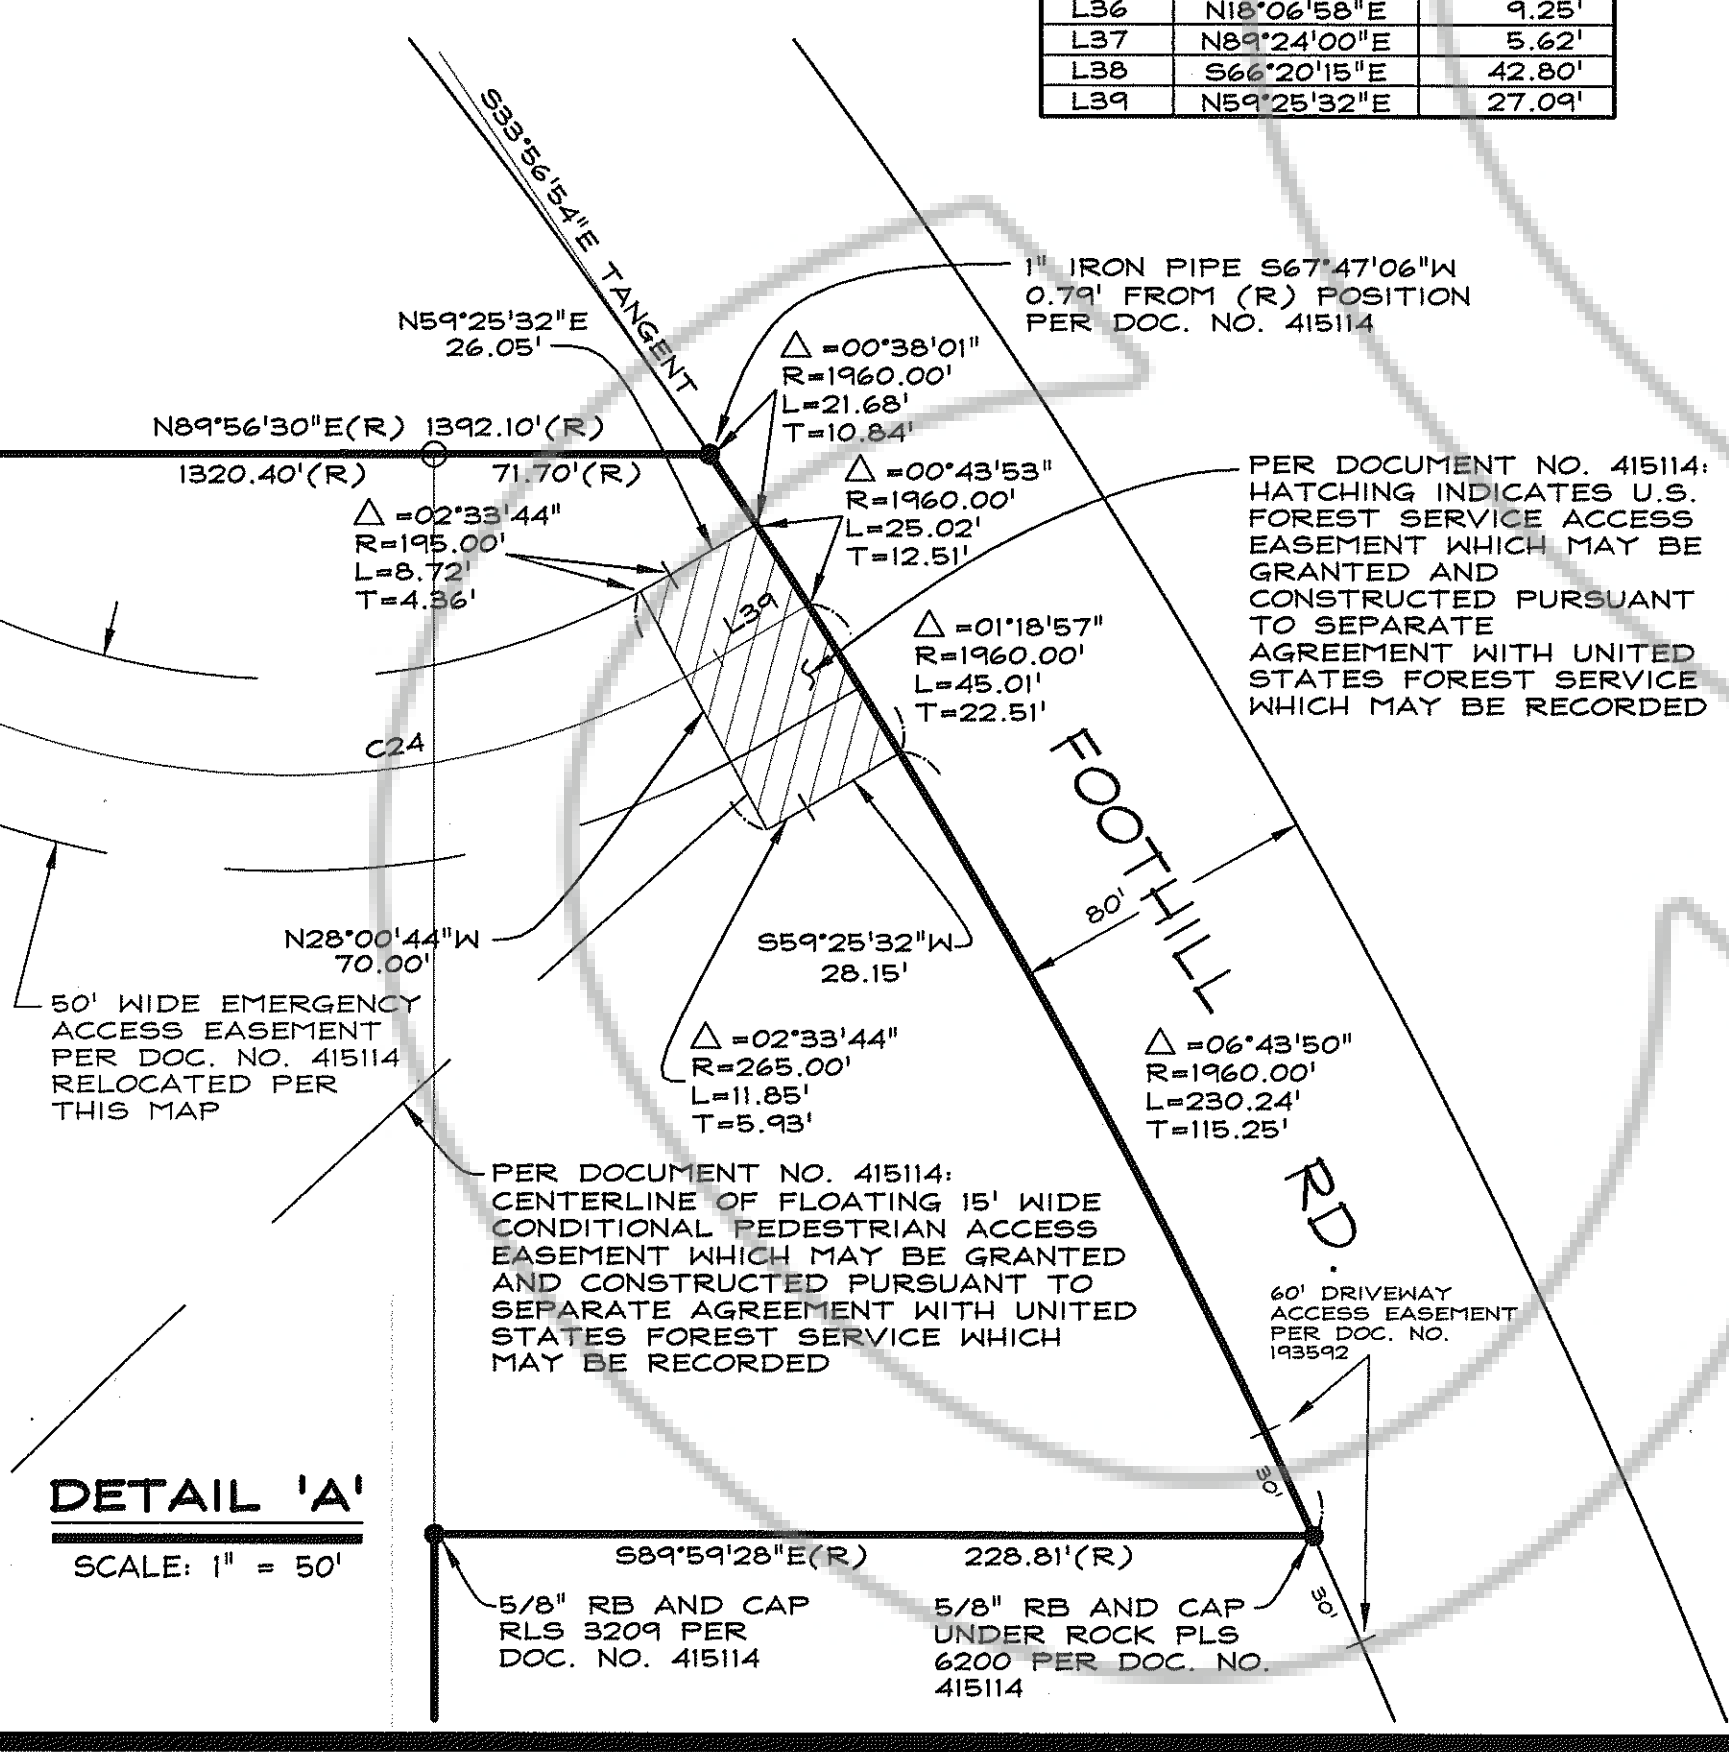 L36 N18°06'58"E 9.25'
L37 N89°24'00"E 5.62'
L38 S66°20'15"E 42.80'
L39 N59°25'32"E 27.09'
S33°56'54"E TANGENT
1" IRON PIPE S67°47'06"W
0.79' FROM (R) POSITION
PER DOC. NO. 415114
N59°25'32"E
26.05'
△ =00°38'01"
R=1960.00'
L=21.68'
T=10.84'
N89°56'30"E(R) 1392.10'(R)
1320.40'(R) 71.70'(R)
△ =00°43'53"
R=1960.00'
L=25.02'
T=12.51'
PER DOCUMENT NO. 415114:
HATCHING INDICATES U.S.
FOREST SERVICE ACCESS
EASEMENT WHICH MAY BE
GRANTED AND
CONSTRUCTED PURSUANT
TO SEPARATE
AGREEMENT WITH UNITED
STATES FOREST SERVICE
WHICH MAY BE RECORDED
△ =02°33'44"
R=195.00'
L=8.72'
T=4.36'
L39
△ =01°18'57"
R=1960.00'
L=45.01'
T=22.51'
C24
FOOTHILL RD.
80'
N28°00'44"W
70.00'
S59°25'32"W
28.15'
50' WIDE EMERGENCY
ACCESS EASEMENT
PER DOC. NO. 415114
RELOCATED PER
THIS MAP
△ =02°33'44"
R=265.00'
L=11.85'
T=5.93'
△ =06°43'50"
R=1960.00'
L=230.24'
T=115.25'
PER DOCUMENT NO. 415114:
CENTERLINE OF FLOATING 15' WIDE
CONDITIONAL PEDESTRIAN ACCESS
EASEMENT WHICH MAY BE GRANTED
AND CONSTRUCTED PURSUANT TO
SEPARATE AGREEMENT WITH UNITED
STATES FOREST SERVICE WHICH
MAY BE RECORDED
60' DRIVEWAY
ACCESS EASEMENT
PER DOC. NO.
193592
30'
DETAIL 'A'
SCALE: 1" = 50'
S89°59'28"E(R) 228.81'(R)
5/8" RB AND CAP
RLS 3209 PER
DOC. NO. 415114
5/8" RB AND CAP
UNDER ROCK PLS
6200 PER DOC. NO.
415114
30'